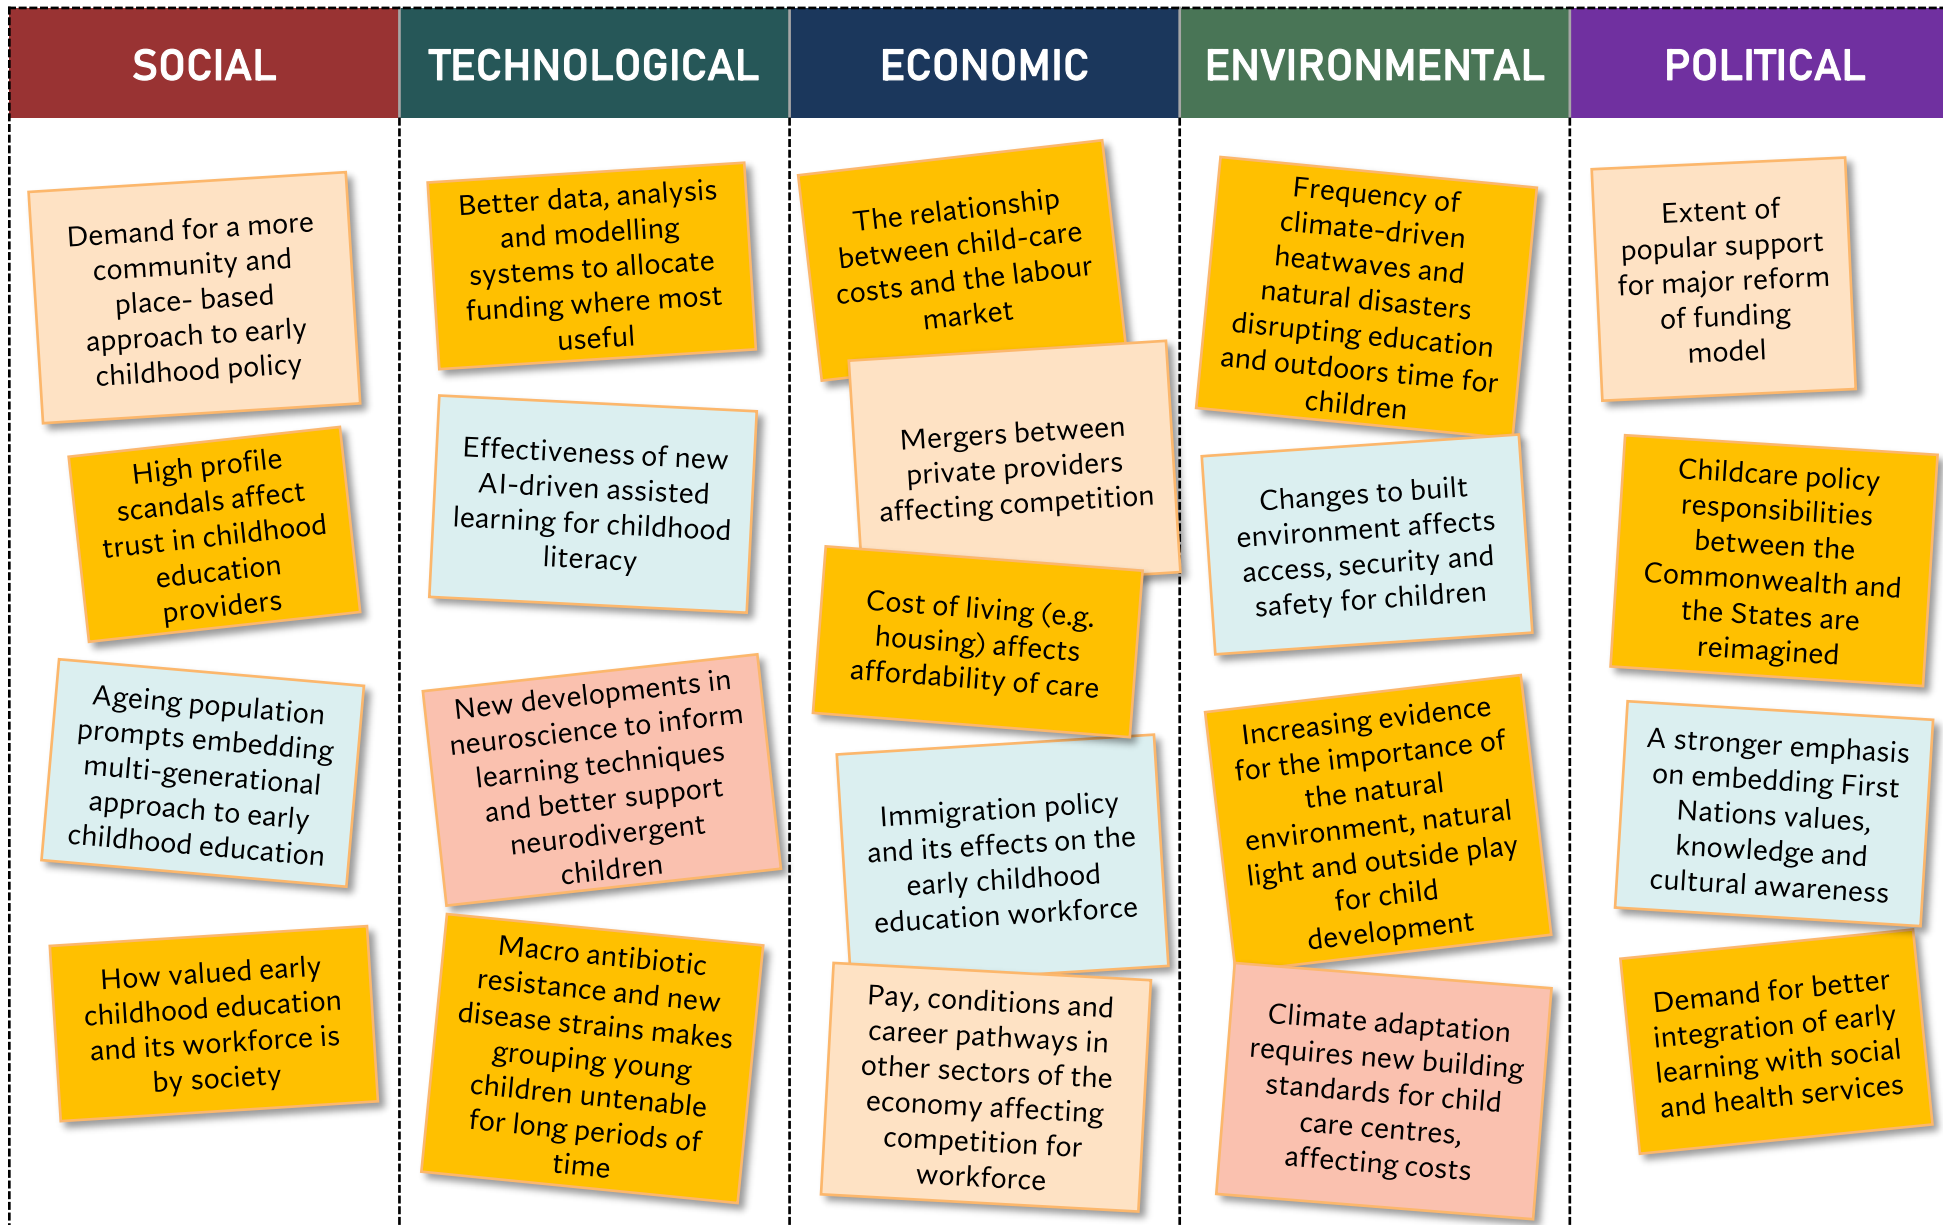 SOCIAL
TECHNOLOGICAL
ECONOMIC
ENVIRONMENTAL
POLITICAL
Demand for a more
community and
place- based
approach to early
childhood policy
High profile
scandals affect
trust in childhood
education
providers
Ageing population
prompts embedding
multi-generational
approach to early
childhood education
How valued early
childhood education
and its workforce is
by society
Better data, analysis
and modelling
systems to allocate
funding where most
useful
Effectiveness of new
AI-driven assisted
learning for childhood
literacy
New developments in
neuroscience to inform
learning techniques
and better support
neurodivergent
children
Macro antibiotic
resistance and new
disease strains makes
grouping young
children untenable
for long periods of
time
The relationship
between child-care
costs and the labour
market
Mergers between
private providers
affecting competition
Cost of living (e.g.
housing) affects
affordability of care
Immigration policy
and its effects on the
early childhood
education workforce
Pay, conditions and
career pathways in
other sectors of the
economy affecting
competition for
workforce
Frequency of
climate-driven
heatwaves and
natural disasters
disrupting education
and outdoors time for
children
Changes to built
environment affects
access, security and
safety for children
Increasing evidence
for the importance of
the natural
environment, natural
light and outside play
for child
development
Climate adaptation
requires new building
standards for child
care centres,
affecting costs
Extent of
popular support
for major reform
of funding
model
Childcare policy
responsibilities
between the
Commonwealth and
the States are
reimagined
A stronger emphasis
on embedding First
Nations values,
knowledge and
cultural awareness
Demand for better
integration of early
learning with social
and health services